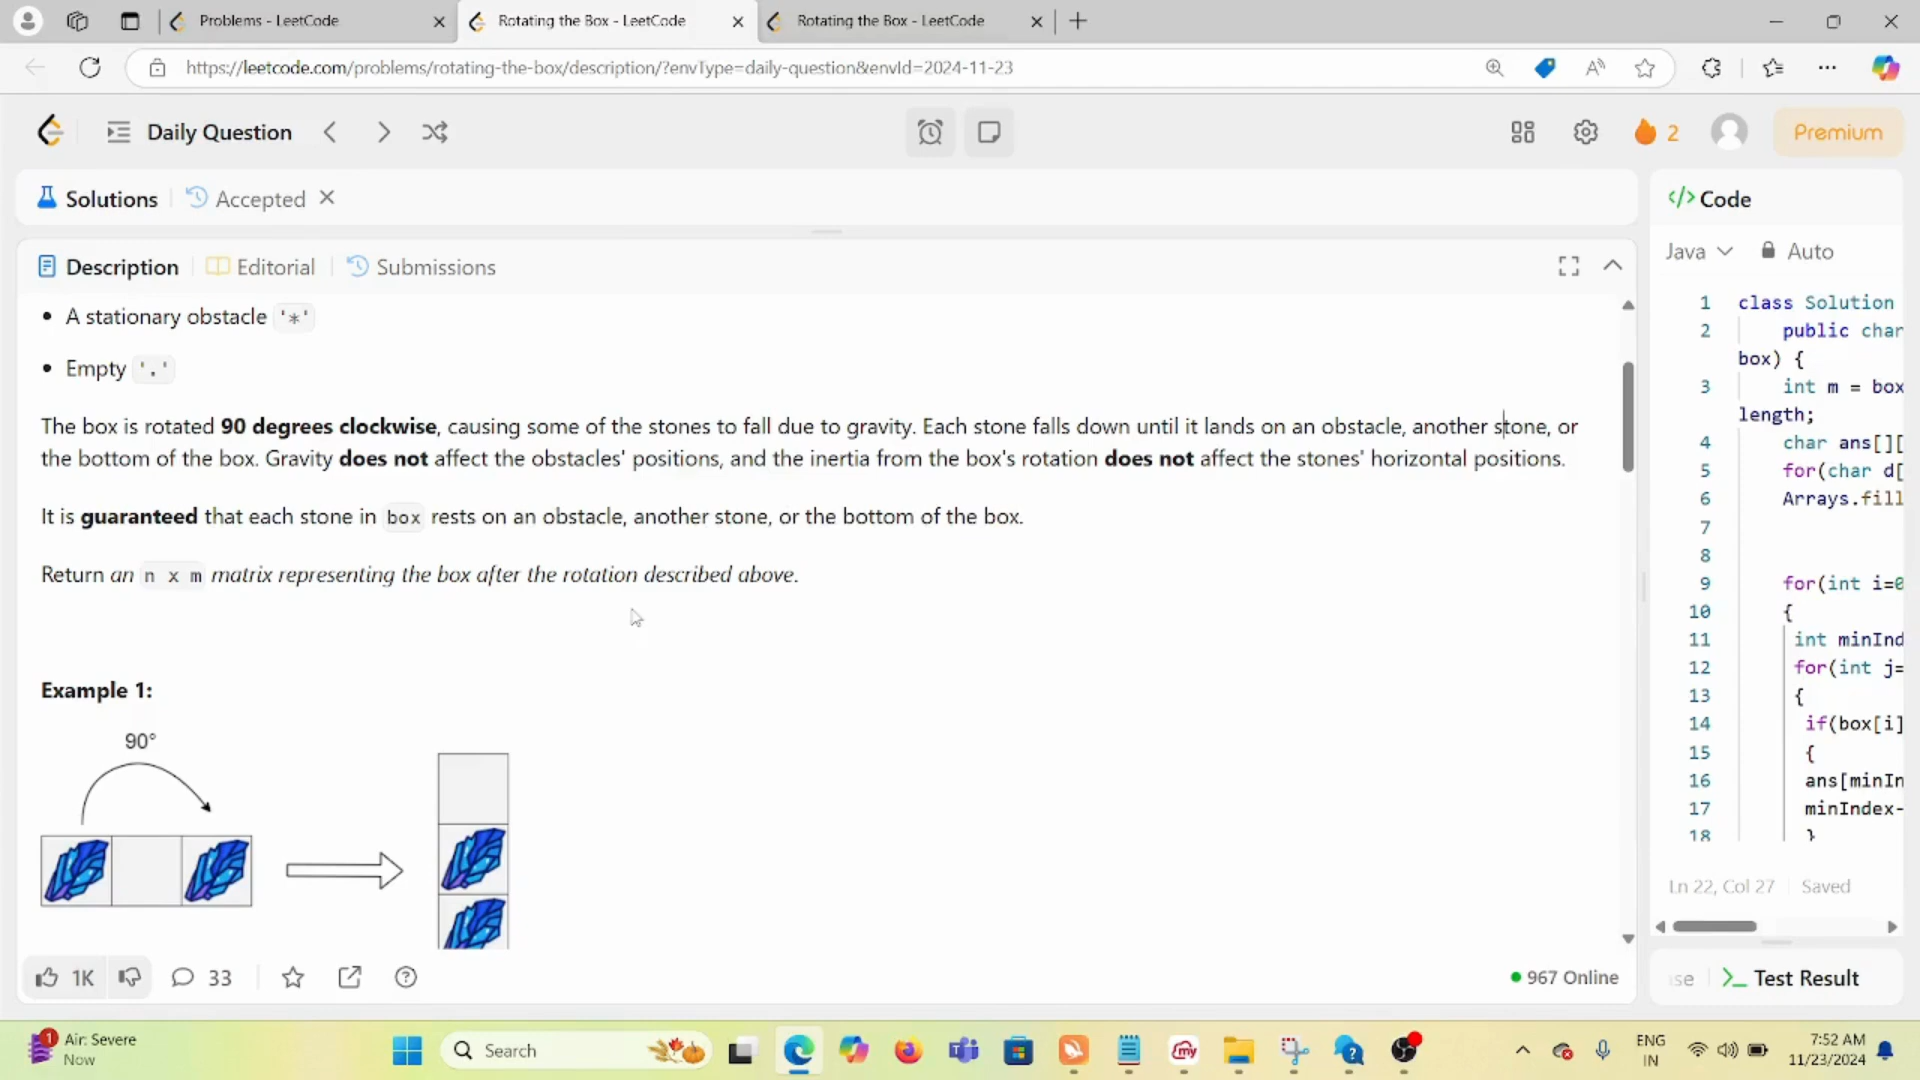 Problems - LeetCode
Rotating the Box - LeetCode
Rotating the Box - LeetCode
https://leetcode.com/problems/rotating-the-box/description/?envType=daily-question&envId=2024-11-23
Daily Question
2
Premium
Solutions
Accepted
</> Code
Description
Editorial
Submissions
Java
Auto
• A stationary obstacle '*'
• Empty '.'
The box is rotated 90 degrees clockwise, causing some of the stones to fall due to gravity. Each stone falls down until it lands on an obstacle, another stone, or
the bottom of the box. Gravity does not affect the obstacles' positions, and the inertia from the box's rotation does not affect the stones' horizontal positions.
It is guaranteed that each stone in box rests on an obstacle, another stone, or the bottom of the box.
Return an n x m matrix representing the box after the rotation described above.
Example 1:
90°
1 class Solution
2 public char
box) {
3 int m = box
length;
4 char ans[][
5 for(char d[
6 Arrays.fill
7
8
9 for(int i=0
10 {
11 int minInd
12 for(int j=
13 {
14 if(box[i]
15 {
16 ans[minIn
17 minIndex-
18 }
Ln 22, Col 27
Saved
1K
33
967 Online
se
Test Result
1
Air: Severe
Now
Search
my
ENG
IN
7:52 AM
11/23/2024